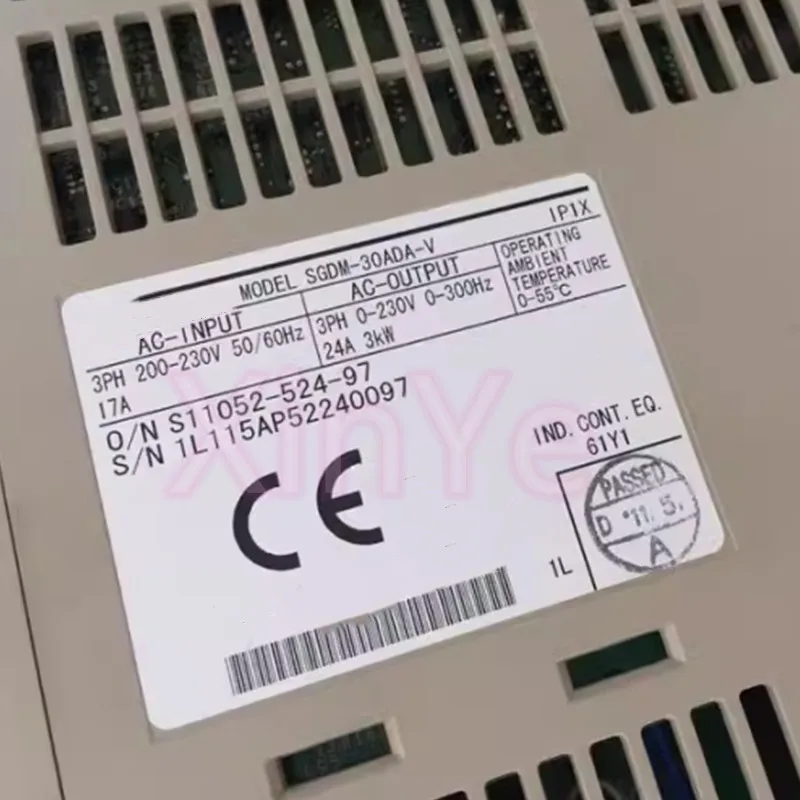 IP1X
MODEL SGDM-30ADA-V
AC-INPUT
3PH 200-230V 50/60Hz
17A
AC-OUTPUT
3PH 0-230V 0-300Hz
24A 3kW
OPERATING
AMBIENT
TEMPERATURE
0-55℃
O/N S11052-524-97
S/N 1L115AP52240097
XinYe
CE
IND. CONT. EQ.
61Y1
PASSED
D '11. 5.
A
1L